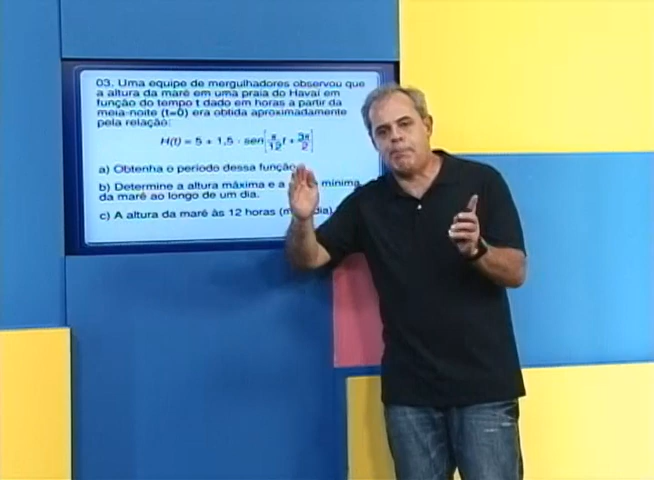 03. Uma equipe de mergulhadores observou que
a altura da maré em uma praia do Havaí em
função do tempo t dado em horas a partir da
meia-noite (t=0) era obtida aproximadamente
pela relação:
H(t) = 5 + 1,5 · sen[π/12 t + 3π/2]
a) Obtenha o período dessa função.
b) Determine a altura máxima e a mínima
da maré ao longo de um dia.
c) A altura da maré às 12 horas (dia)